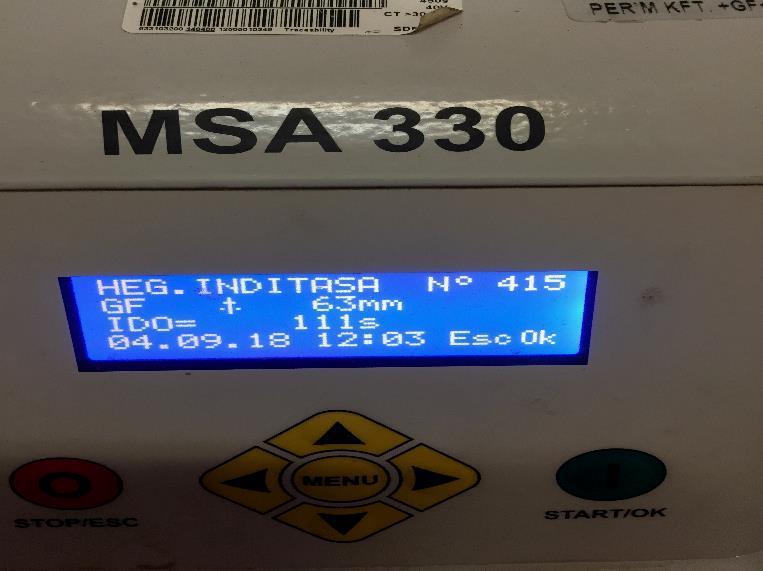 Traceability
PER'M KFT. +GF+
MSA 330
HEG.INDITASA Nº 415
GF 63mm
IDO= 111s
04.09.18 12:03 Esc Ok
MENU
STOP/ESC
START/OK